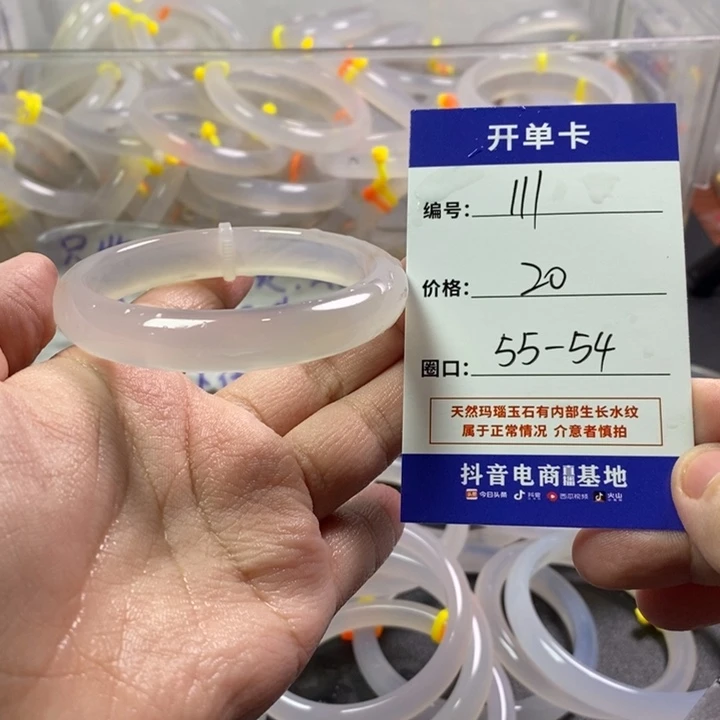 开单卡
编号: 111
价格: 20
圈口: 55-54
天然玛瑙玉石有内部生长水纹
属于正常情况 介意者慎拍
抖音电商直播基地
今日头条 抖音 西瓜视频 火山